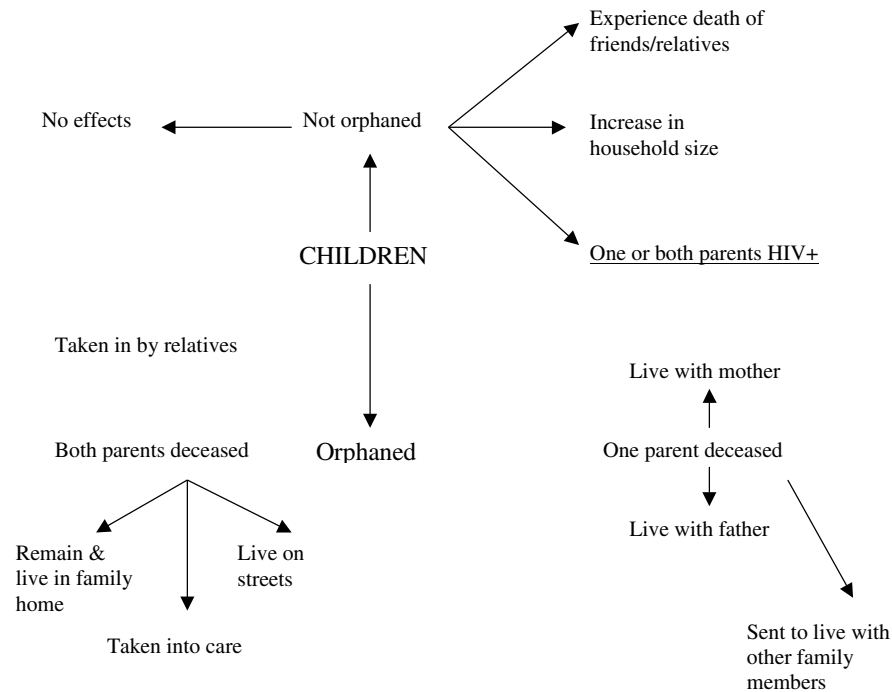 Experience death of
friends/relatives
No effects
Not orphaned
Increase in
household size
CHILDREN
One or both parents HIV+
Taken in by relatives
Live with mother
Both parents deceased
Orphaned
One parent deceased
Live with father
Remain &
live in family
home
Live on
streets
Taken into care
Sent to live with
other family
members